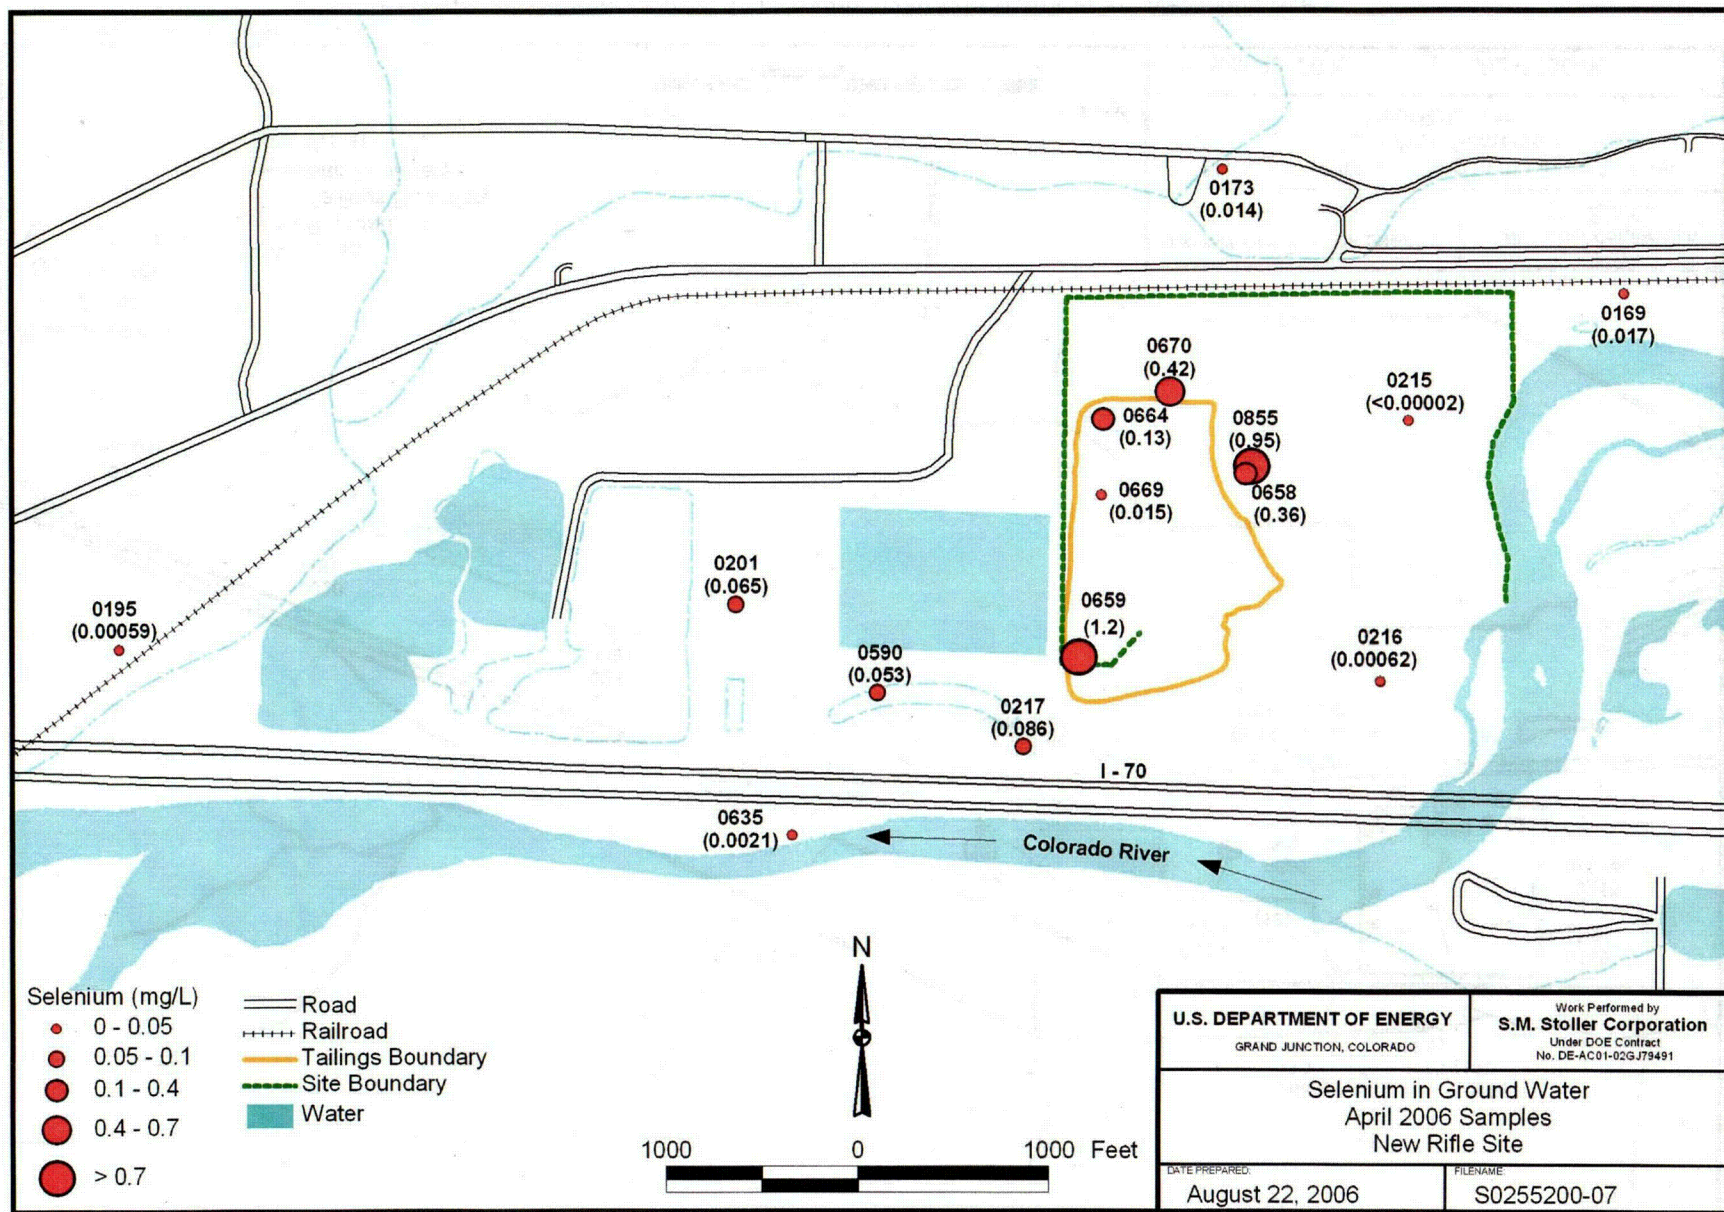 0173
(0.014)
0169
(0.017)
0670
(0.42)
0215
(<0.00002)
0664
(0.13)
0855
(0.95)
0669
(0.015)
0658
(0.36)
0201
(0.065)
0195
(0.00059)
0659
(1.2)
0216
(0.00062)
0590
(0.053)
0217
(0.086)
I - 70
0635
(0.0021)
Colorado River
N
Selenium (mg/L)
0 - 0.05
0.05 - 0.1
0.1 - 0.4
0.4 - 0.7
> 0.7
Road
Railroad
Tailings Boundary
Site Boundary
Water
1000 0 1000 Feet
U.S. DEPARTMENT OF ENERGY
GRAND JUNCTION, COLORADO
Work Performed by
S.M. Stoller Corporation
Under DOE Contract
No. DE-AC01-02GJ79491
Selenium in Ground Water
April 2006 Samples
New Rifle Site
DATE PREPARED:
August 22, 2006
FILENAME:
S0255200-07